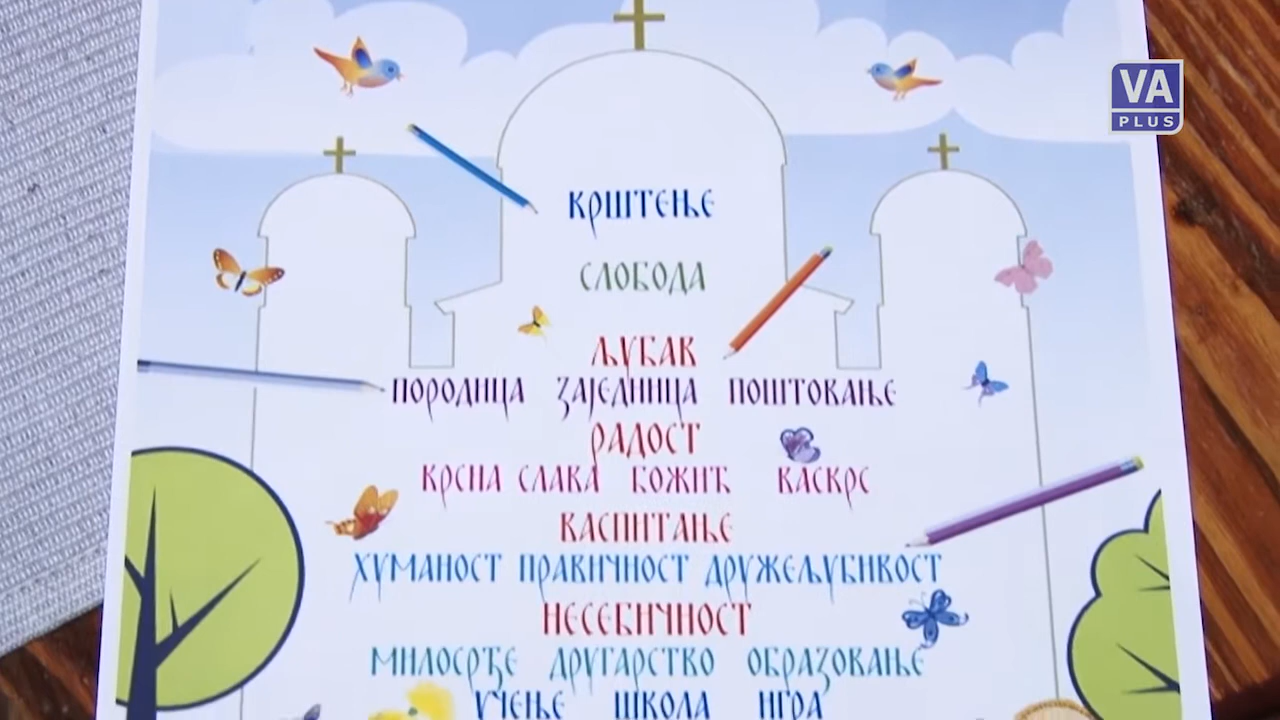 VA
PLUS
КРШТЕЊЕ
СЛОБОДА
ЉУБАВ
ПОРОДИЦА ЗАЈЕДНИЦА ПОШТОВАЊЕ
РАДОСТ
КРСНА СЛАВА БОЖИЋ ВАСКРС
ВАСПИТАЊЕ
ХУМАНОСТ ПРАВИЧНОСТ ДРУЖЕЉУБИВОСТ
НЕСЕБИЧНОСТ
МИЛОСРЂЕ ДРУГАРСТВО ОБРАЗОВАЊЕ
УЧЕЊЕ ШКОЛА ИГРА